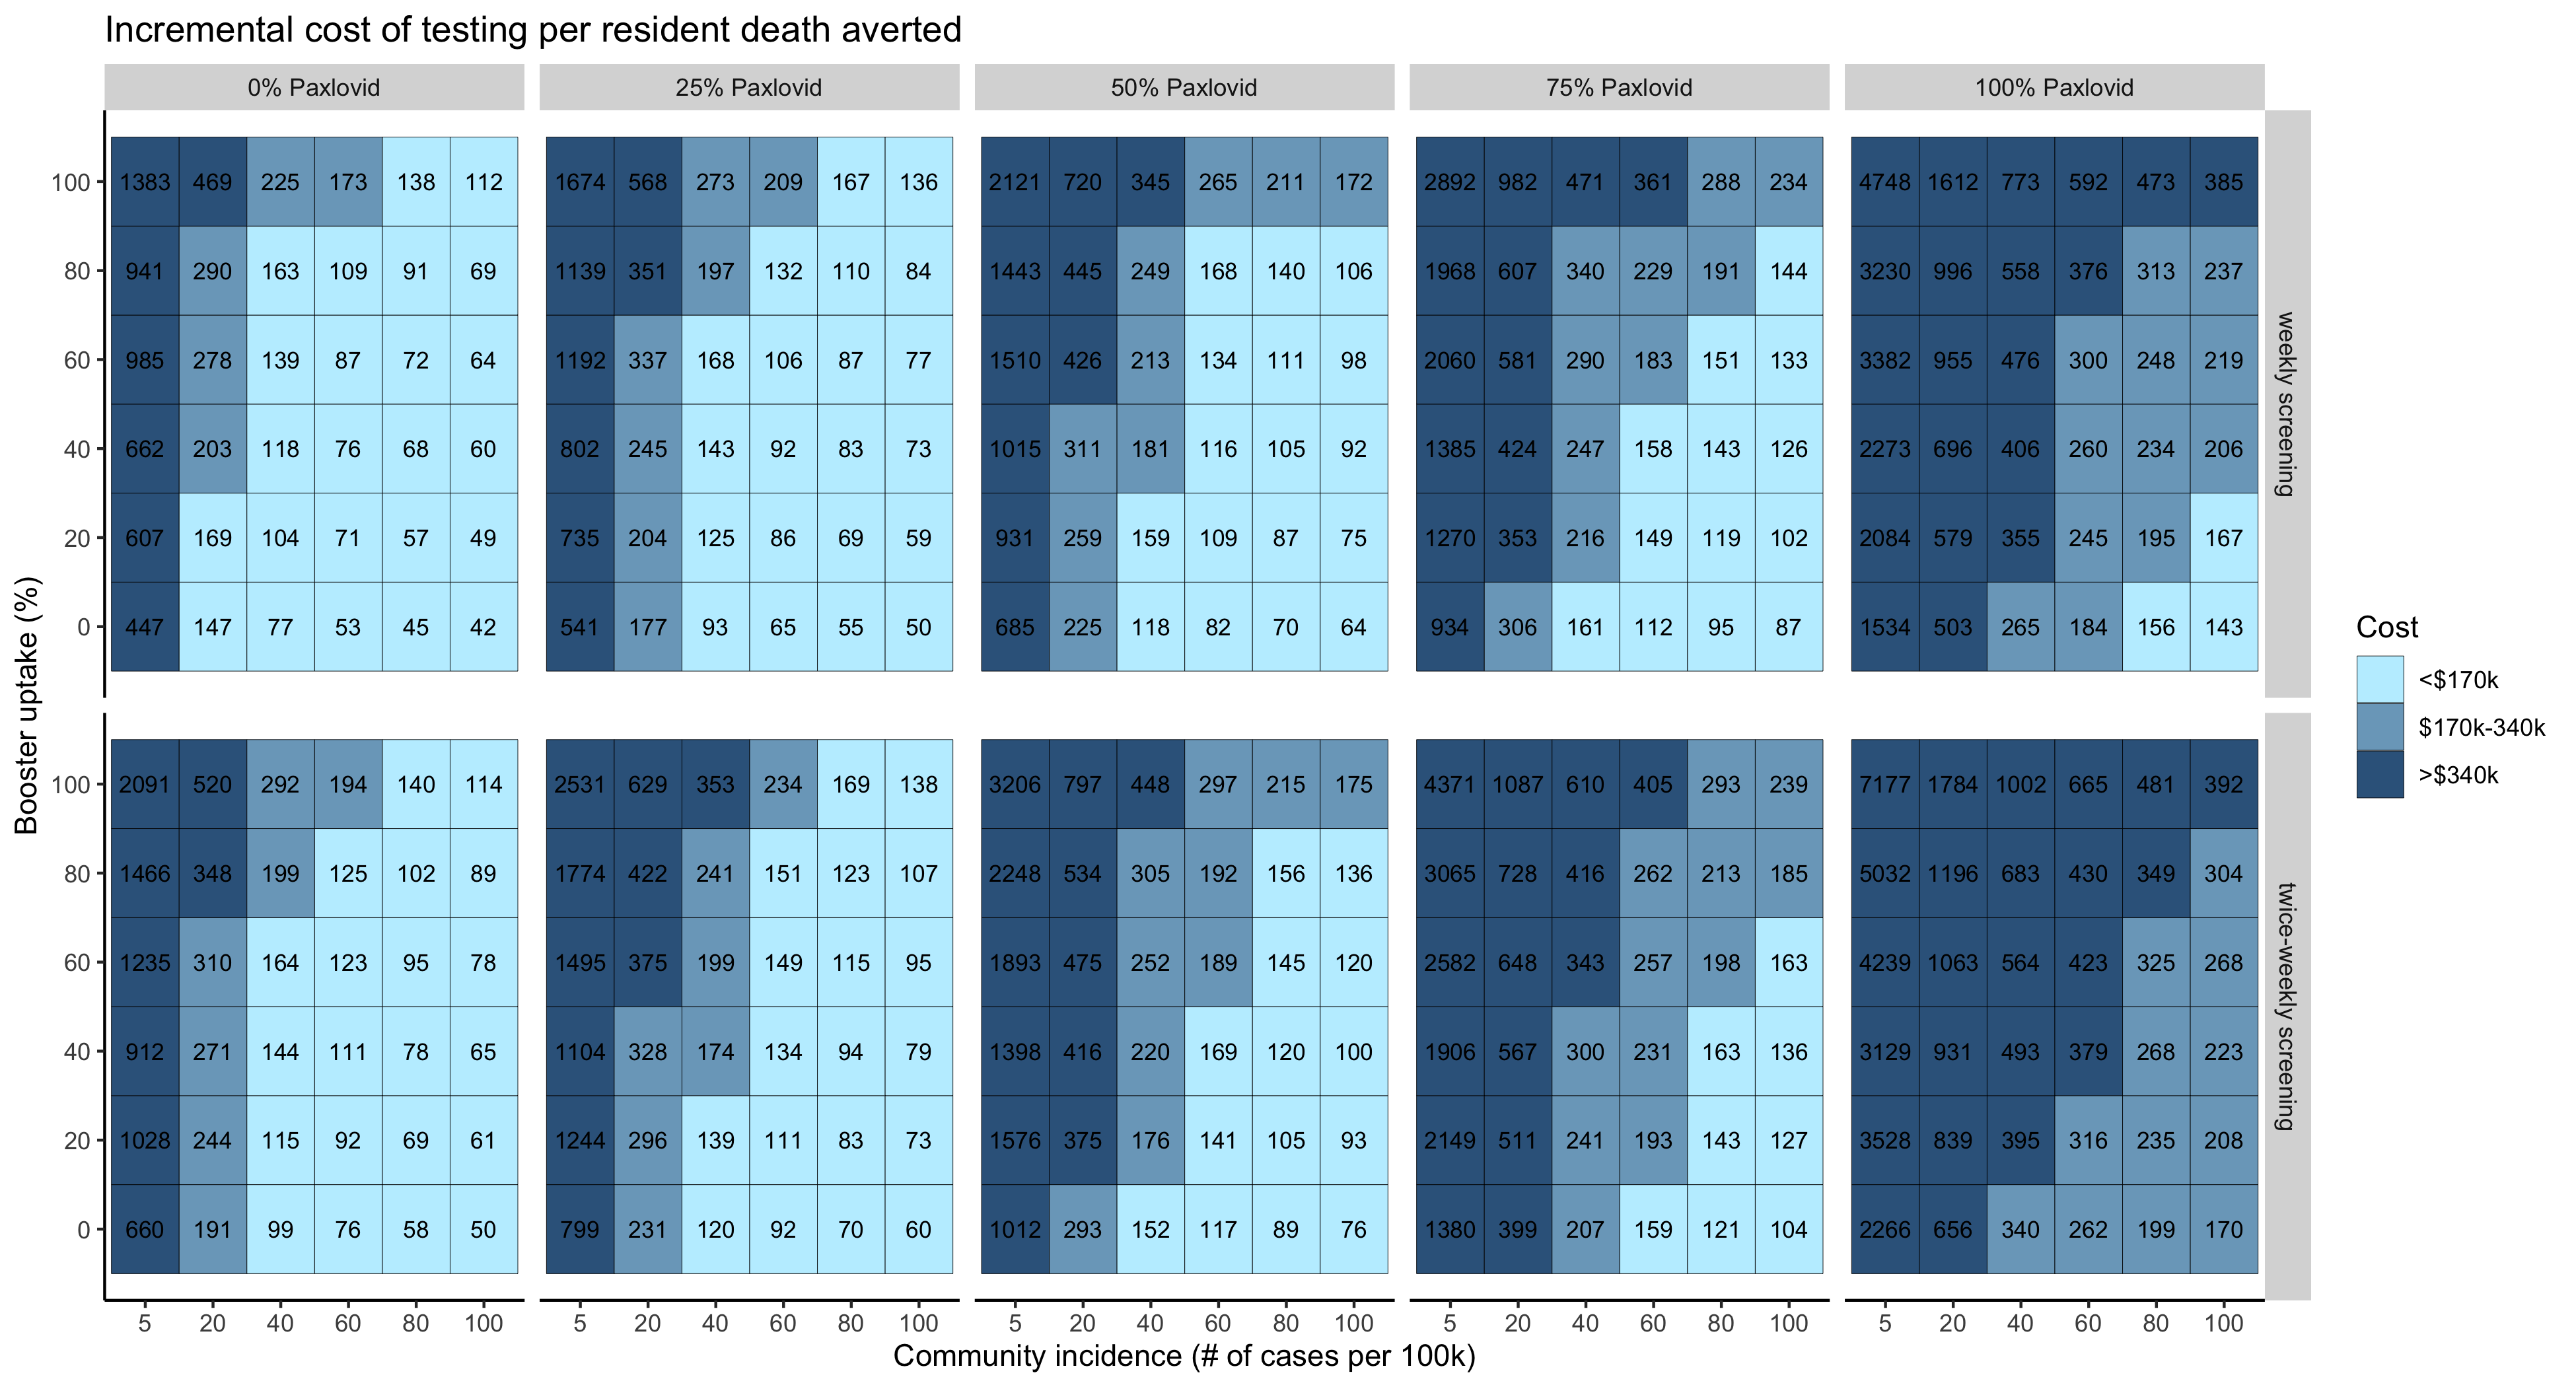 Incremental cost of testing per resident death averted
0% Paxlovid 25% Paxlovid 50% Paxlovid 75% Paxlovid 100% Paxlovid
100 1383 469 225 173 138 112 1674 568 273 209 167 136 2121 720 345 265 211 172 2892 982 471 361 288 234 4748 1612 773 592 473 385
80 941 290 163 109 91 69 1139 351 197 132 110 84 1443 445 249 168 140 106 1968 607 340 229 191 144 3230 996 558 376 313 237
60 985 278 139 87 72 64 1192 337 168 106 87 77 1510 426 213 134 111 98 2060 581 290 183 151 133 3382 955 476 300 248 219
40 662 203 118 76 68 60 802 245 143 92 83 73 1015 311 181 116 105 92 1385 424 247 158 143 126 2273 696 406 260 234 206
20 607 169 104 71 57 49 735 204 125 86 69 59 931 259 159 109 87 75 1270 353 216 149 119 102 2084 579 355 245 195 167
0 447 147 77 53 45 42 541 177 93 65 55 50 685 225 118 82 70 64 934 306 161 112 95 87 1534 503 265 184 156 143
weekly screening
Booster uptake (%)
100 2091 520 292 194 140 114 2531 629 353 234 169 138 3206 797 448 297 215 175 4371 1087 610 405 293 239 7177 1784 1002 665 481 392
80 1466 348 199 125 102 89 1774 422 241 151 123 107 2248 534 305 192 156 136 3065 728 416 262 213 185 5032 1196 683 430 349 304
60 1235 310 164 123 95 78 1495 375 199 149 115 95 1893 475 252 189 145 120 2582 648 343 257 198 163 4239 1063 564 423 325 268
40 912 271 144 111 78 65 1104 328 174 134 94 79 1398 416 220 169 120 100 1906 567 300 231 163 136 3129 931 493 379 268 223
20 1028 244 115 92 69 61 1244 296 139 111 83 73 1576 375 176 141 105 93 2149 511 241 193 143 127 3528 839 395 316 235 208
0 660 191 99 76 58 50 799 231 120 92 70 60 1012 293 152 117 89 76 1380 399 207 159 121 104 2266 656 340 262 199 170
twice-weekly screening
5 20 40 60 80 100 5 20 40 60 80 100 5 20 40 60 80 100 5 20 40 60 80 100 5 20 40 60 80 100
Community incidence (# of cases per 100k)
Cost
<$170k
$170k-340k
>$340k